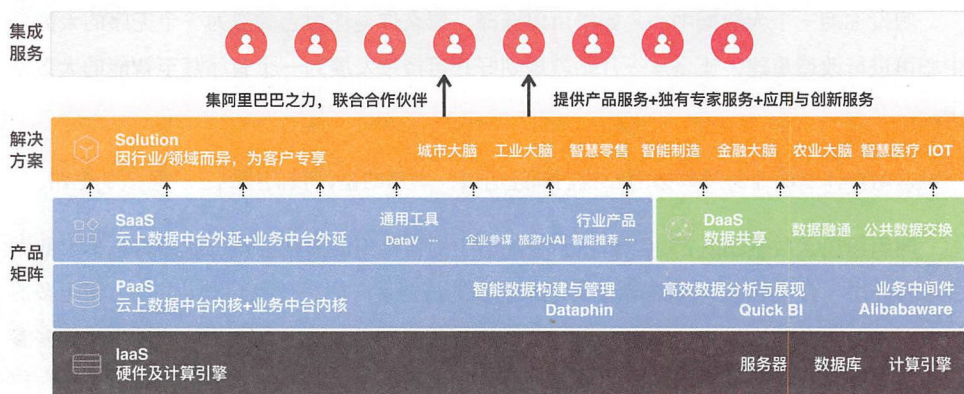 集成
服务
集阿里巴巴之力，联合合作伙伴
提供产品服务+独有专家服务+应用与创新服务
解决
方案
Solution
因行业/领域而异，为客户专享
城市大脑 工业大脑 智慧零售 智能制造 金融大脑 农业大脑 智慧医疗 IOT
产品
矩阵
SaaS
云上数据中台外延+业务中台外延
通用工具
DataV ···
行业产品
企业参谋 旅游小AI 智能推荐 ···
DaaS
数据共享
数据融通 公共数据交换
PaaS
云上数据中台内核+业务中台内核
智能数据构建与管理
Dataphin
高效数据分析与展现
Quick BI
业务中间件
Alibabaware
IaaS
硬件及计算引擎
服务器 数据库 计算引擎